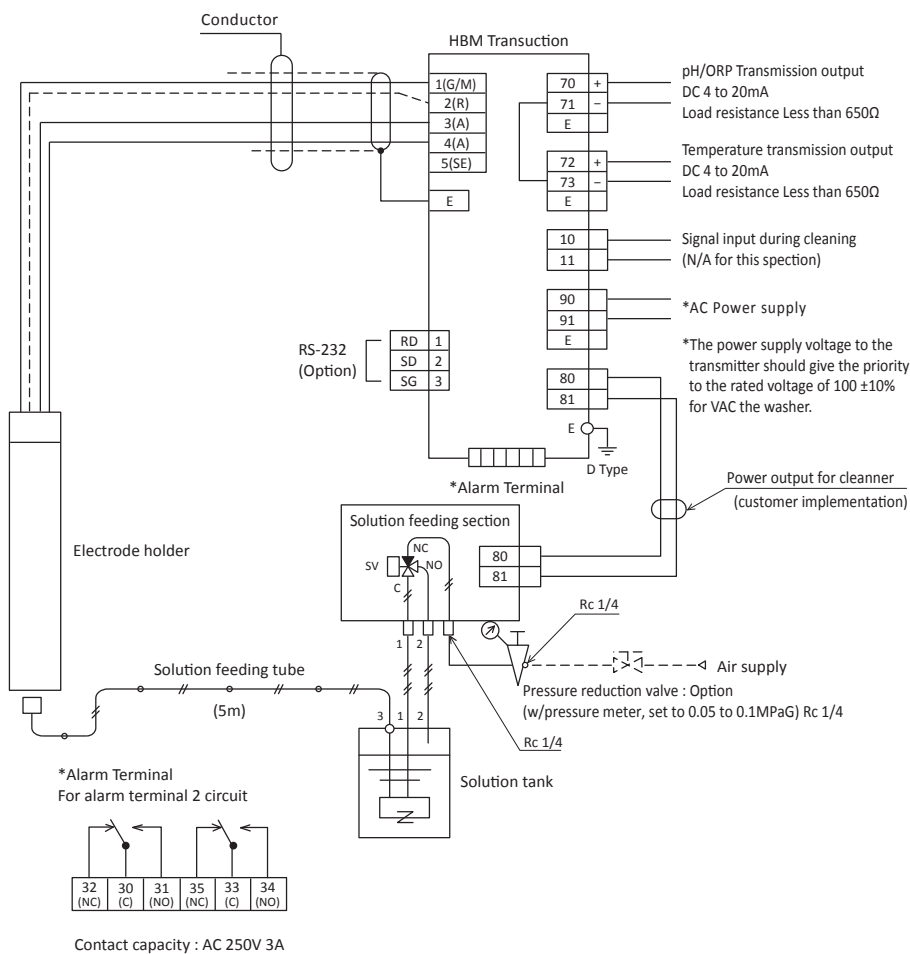 Conductor
HBM Transuction
1(G/M)
2(R)
3(A)
4(A)
5(SE)
E
70 +
71 −
E
pH/ORP Transmission output
DC 4 to 20mA
Load resistance Less than 650Ω
72 +
73 −
E
Temperature transmission output
DC 4 to 20mA
Load resistance Less than 650Ω
10
11
Signal input during cleaning
(N/A for this spection)
90
91
E
*AC Power supply
*The power supply voltage to the
transmitter should give the priority
to the rated voltage of 100 ±10%
for VAC the washer.
RS-232
(Option)
RD 1
SD 2
SG 3
80
81
E
D Type
*Alarm Terminal
Power output for cleanner
(customer implementation)
Solution feeding section
NC
SV
NO
C
80
81
1 2
Rc 1/4
Air supply
Pressure reduction valve : Option
(w/pressure meter, set to 0.05 to 0.1MPaG) Rc 1/4
Rc 1/4
Electrode holder
Solution feeding tube
(5m)
3 1 2
Solution tank
*Alarm Terminal
For alarm terminal 2 circuit
32 30 31 35 33 34
(NC) (C) (NO) (NC) (C) (NO)
Contact capacity : AC 250V 3A